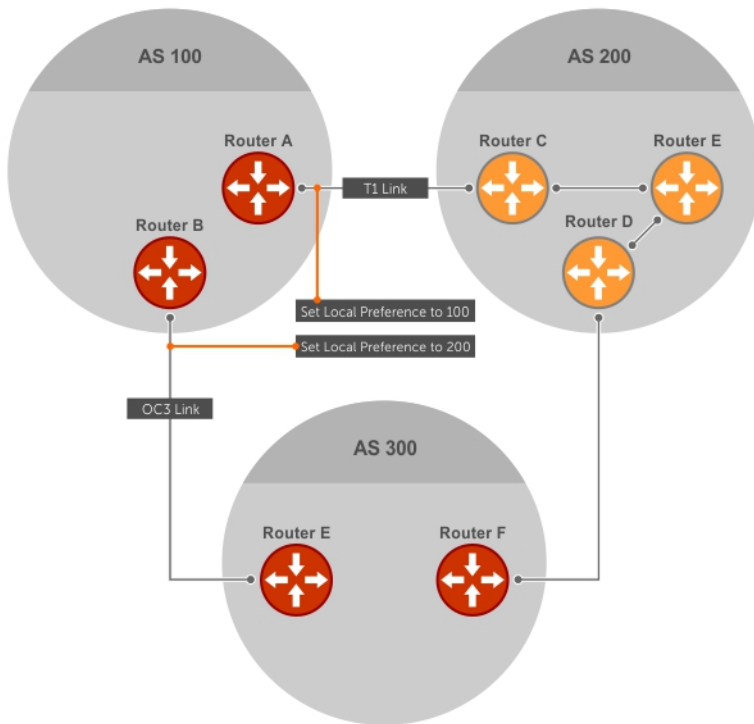 AS 100
AS 200
Router A
Router C
Router E
T1 Link
Router B
Router D
Set Local Preference to 100
Set Local Preference to 200
OC3 Link
AS 300
Router E
Router F